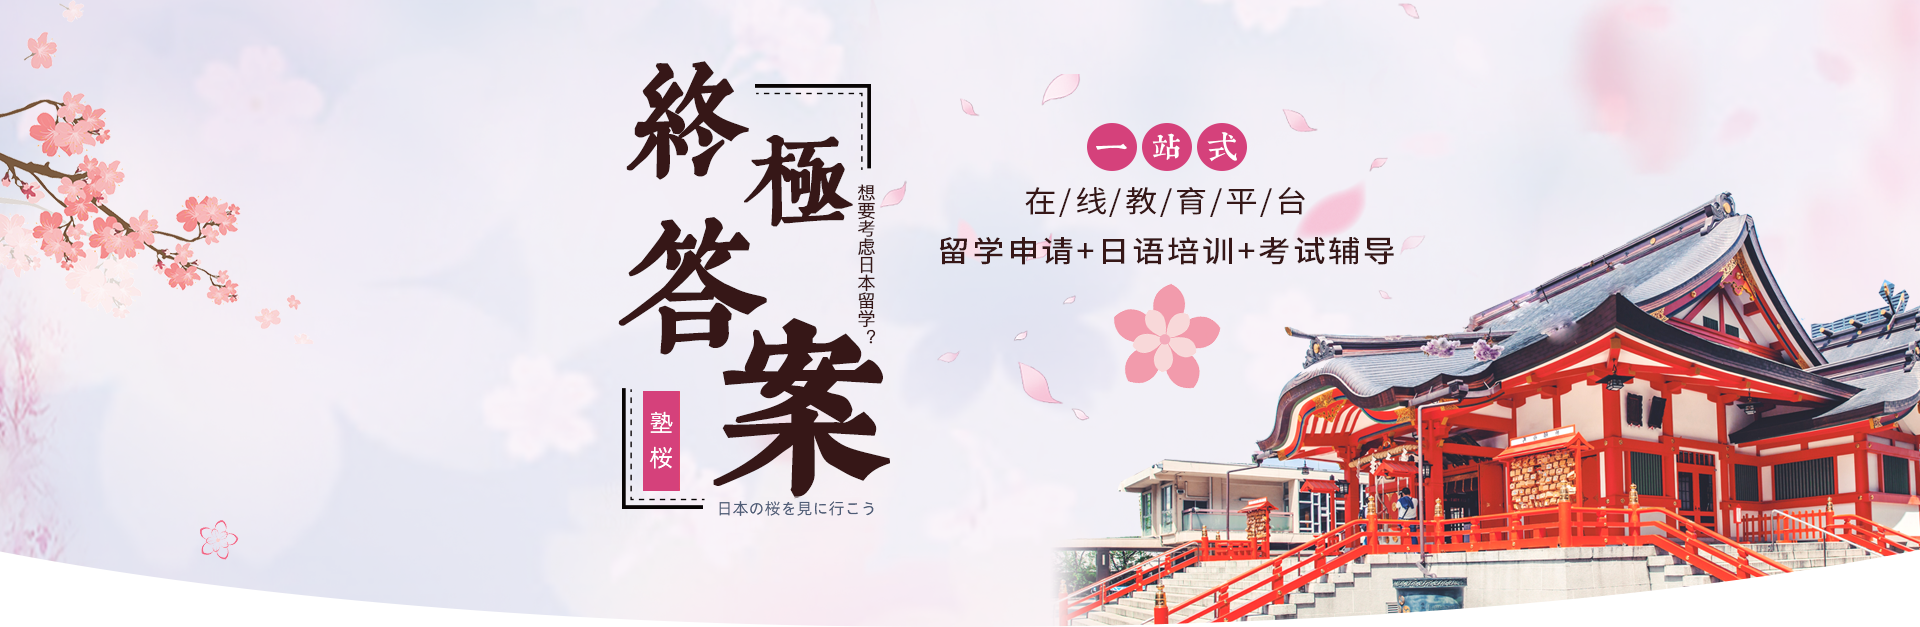 終極答案
想要考虑日本留学?
塾桜
日本の桜を見に行こう
一站式
在/线/教/育/平/台
留学申请+日语培训+考试辅导